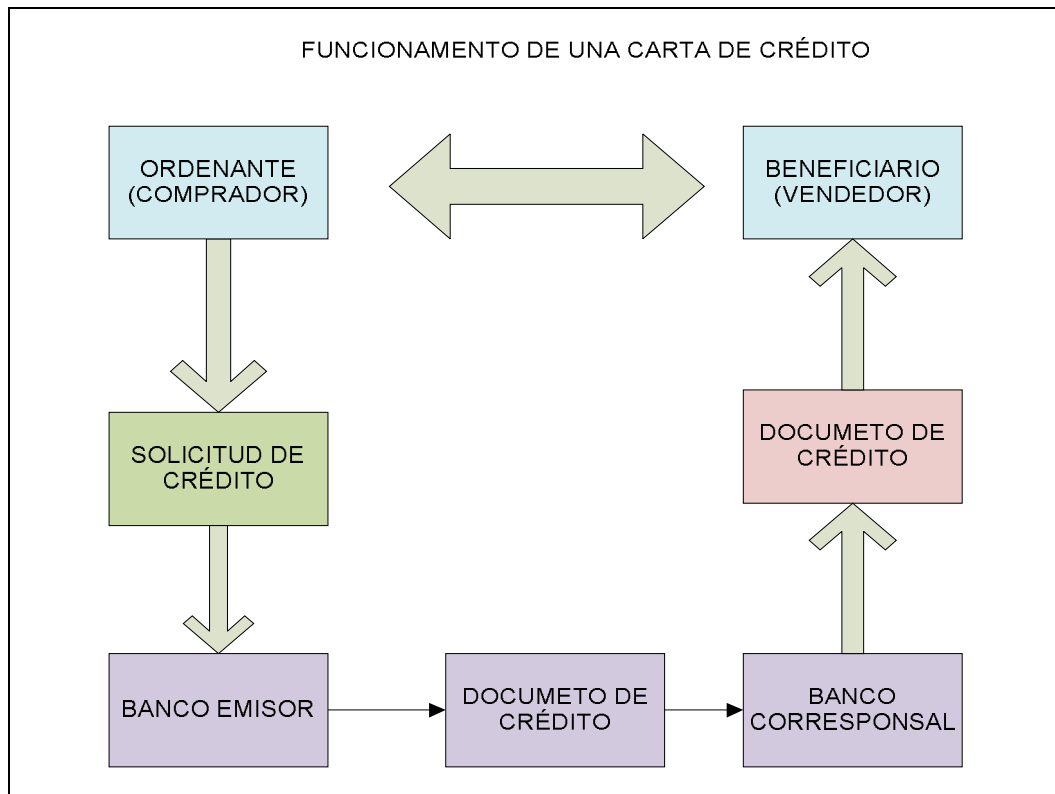 FUNCIONAMENTO DE UNA CARTA DE CRÉDITO
ORDENANTE
(COMPRADOR)
BENEFICIARIO
(VENDEDOR)
SOLICITUD DE
CRÉDITO
DOCUMETO DE
CRÉDITO
BANCO EMISOR
DOCUMETO DE
CRÉDITO
BANCO
CORRESPONSAL